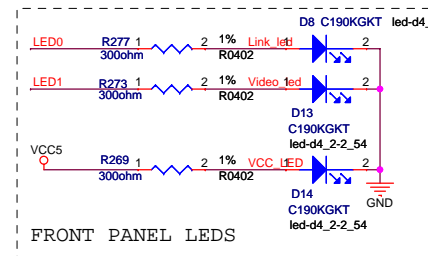 D8 C190KGKT led-d4_
LED0 R277 1 2 1% Link_led 1 2
300ohm R0402
LED1 R273 1 2 1% Video_led 1 2
300ohm R0402
D13
C190KGKT
led-d4_2-2_54
VCC5
R269 1 2 1% VCC_LED 1 2
300ohm R0402
D14
GND
C190KGKT
led-d4_2-2_54
FRONT PANEL LEDS